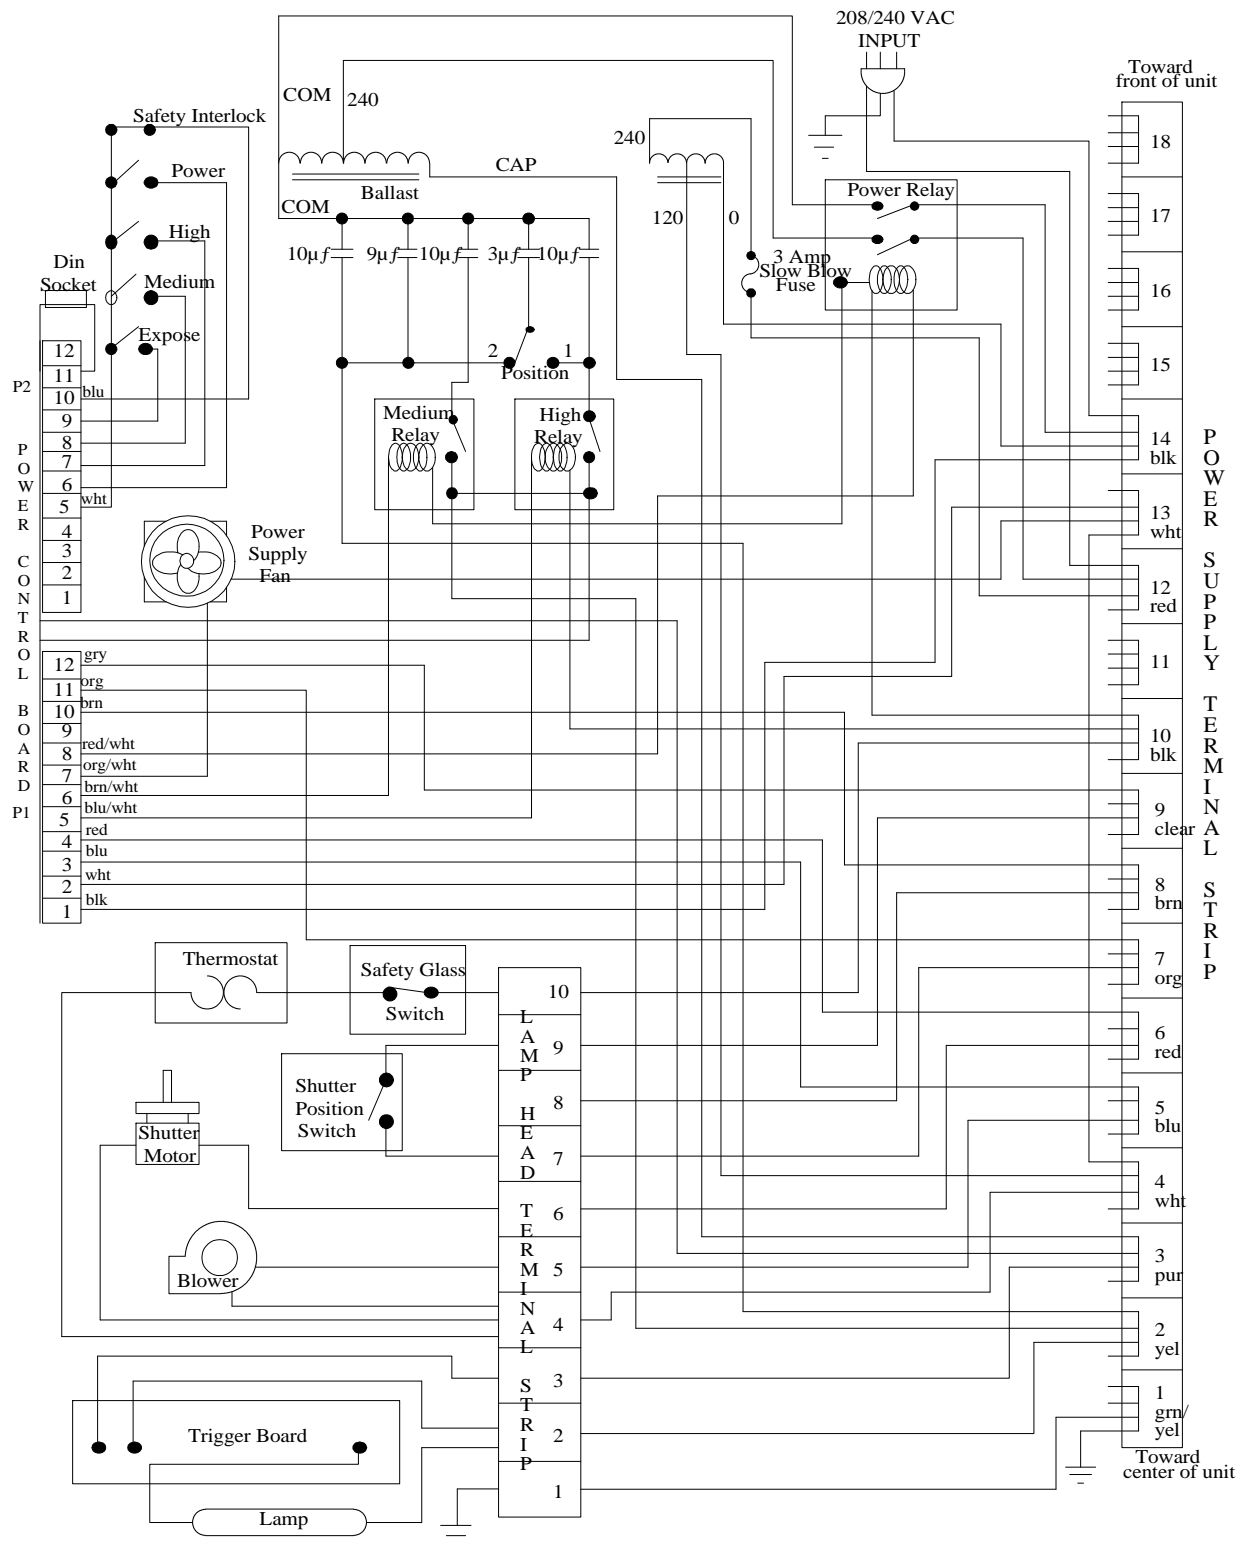 208/240 VAC
INPUT
Toward
front of unit
COM
240
Safety Interlock
240
18
CAP
Power
Ballast
Power Relay
COM
120
0
17
High
10µƒ
9µƒ
10µƒ
3µƒ
10µƒ
3 Amp
Slow Blow
Fuse
Din
Socket
Medium
16
Expose
12
2
1
Position
15
11
P2
blu
10
Medium
Relay
High
Relay
9
8
7
6
wht
5
14
blk
4
3
2
1
Power
Supply
Fan
13
wht
12
red
POWER CONTROL BOARD
POWER SUPPLY TERMINAL STRIP
gry
12
org
11
brn
10
9
red/wht
8
org/wht
7
brn/wht
6
P1
blu/wht
5
red
4
blu
3
wht
2
blk
1
11
10
blk
9
clear
8
brn
7
org
Thermostat
Safety Glass
Switch
10
LAMP HEAD TERMINAL STRIP
9
6
red
Shutter
Position
Switch
8
5
blu
Shutter
Motor
7
4
wht
6
Blower
5
3
pur
4
2
yel
3
Trigger Board
2
1
grn/
yel
Toward
center of unit
1
Lamp